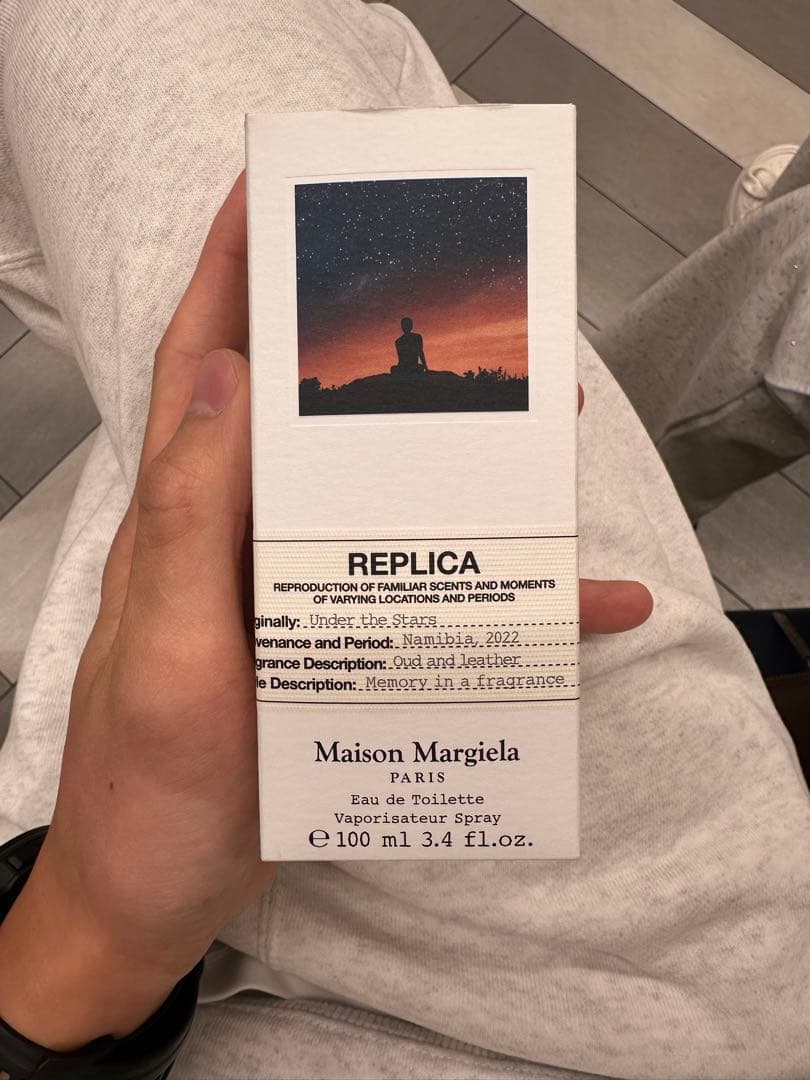 REPLICA
REPRODUCTION OF FAMILIAR SCENTS AND MOMENTS
OF VARYING LOCATIONS AND PERIODS
ginally: Under the Stars
venance and Period: Namibia, 2022
grance Description: Oud and leather
le Description: Memory in a fragrance
Maison Margiela
PARIS
Eau de Toilette
Vaporisateur Spray
℮ 100 ml 3.4 fl.oz.